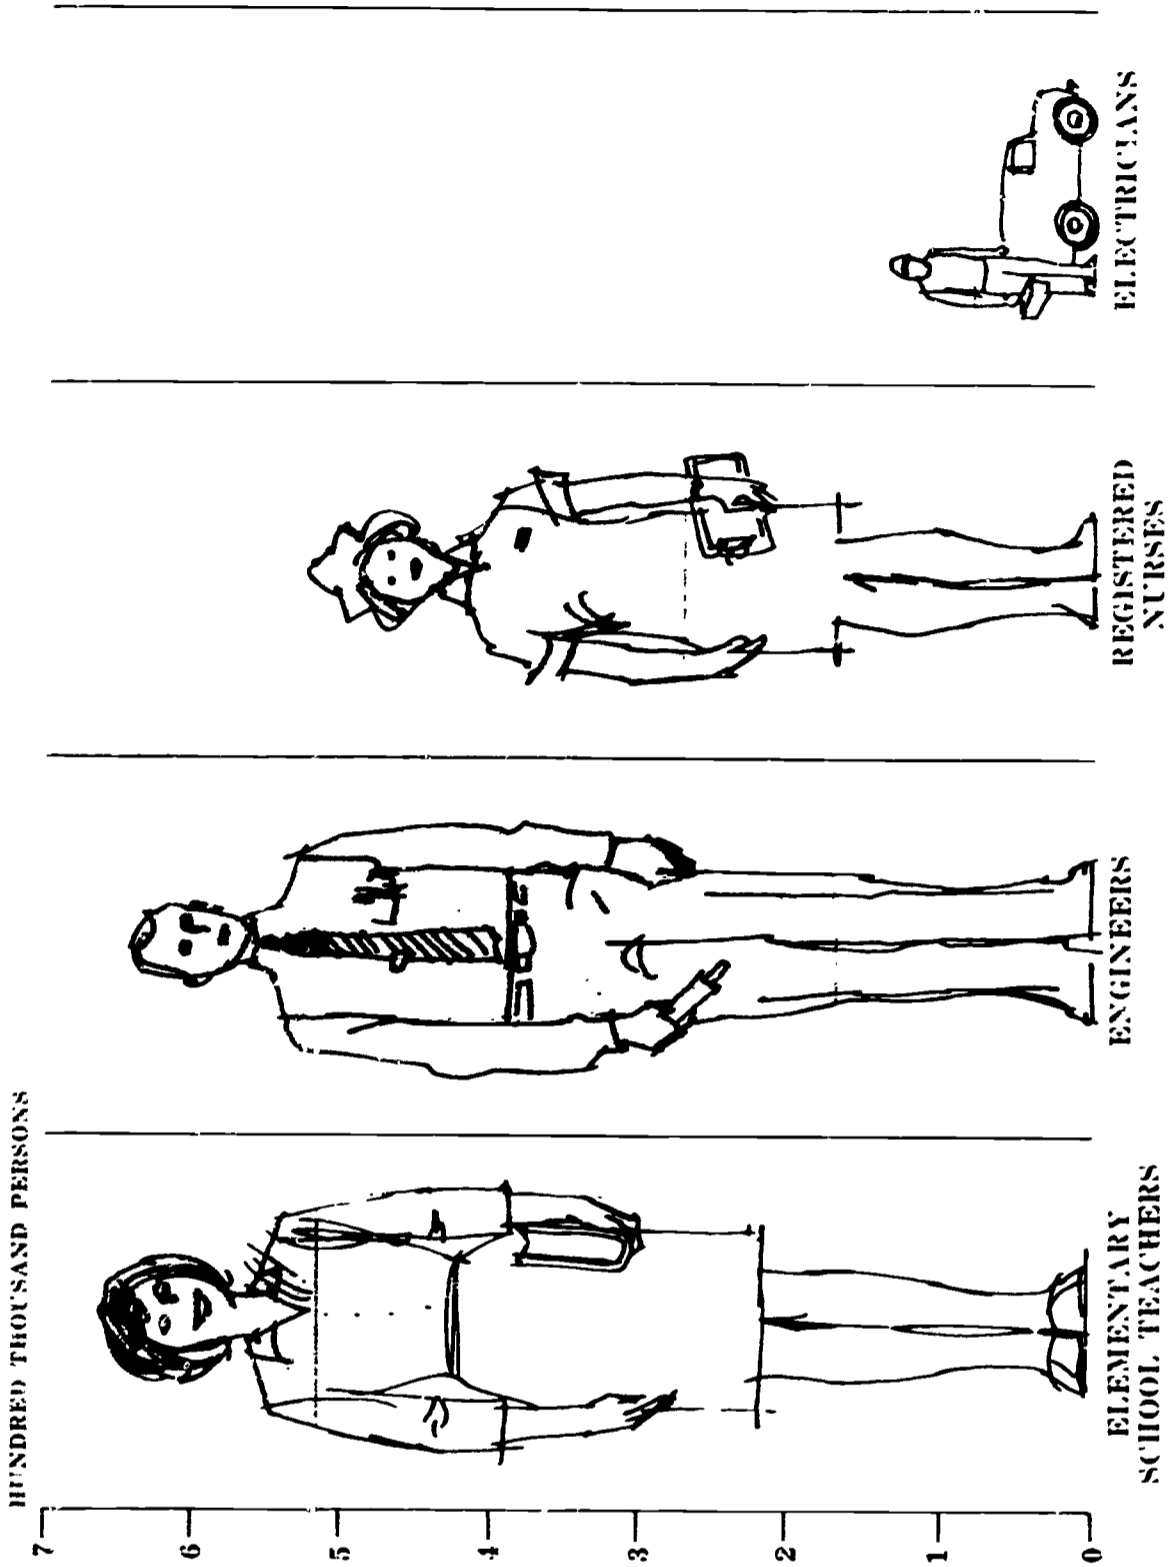 HUNDRED THOUSAND PERSONS
7
6
5
4
3
2
1
0
ELEMENTARY
SCHOOL TEACHERS
ENGINEERS
REGISTERED
NURSES
ELECTRICIANS